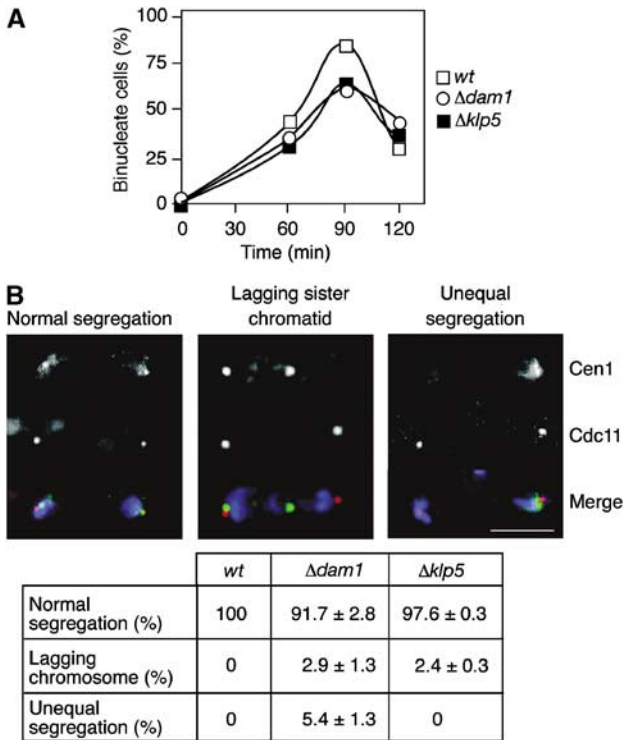 A
Binucleate cells (%)
100
75
50
25
0
0 30 60 90 120
Time (min)
wt
Δdam1
Δklp5
B
Normal segregation
Lagging sister
chromatid
Unequal
segregation
Cen1
Cdc11
Merge
wt Δdam1 Δklp5
Normal
segregation (%)
100 91.7 ± 2.8 97.6 ± 0.3
Lagging
chromosome (%)
0 2.9 ± 1.3 2.4 ± 0.3
Unequal
segregation (%)
0 5.4 ± 1.3 0